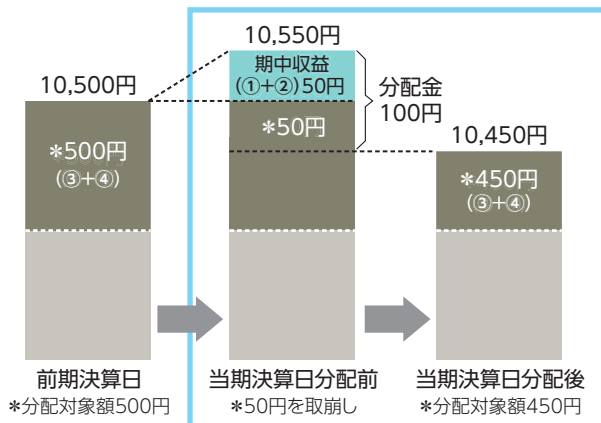 10,550円
期中収益
(①+②)50円
分配金
100円
10,500円
*50円
10,450円
*500円
(③+④)
*450円
(③+④)
前期決算日
*分配対象額500円
当期決算日分配前
*50円を取崩し
当期決算日分配後
*分配対象額450円